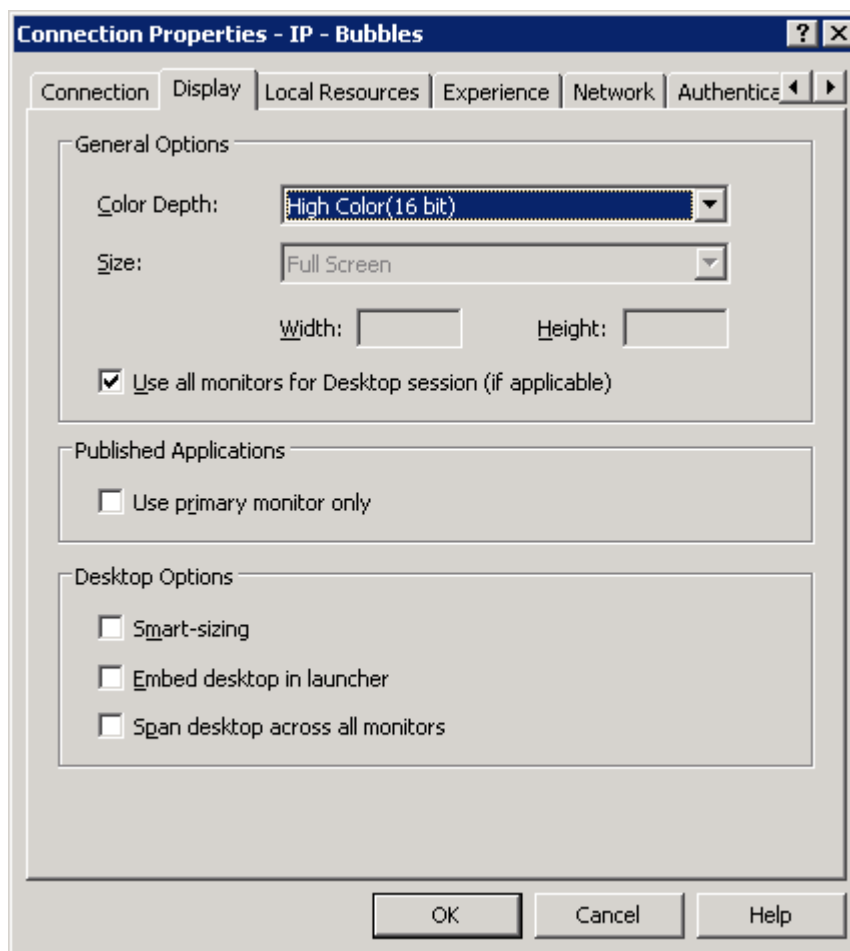 Connection Properties - IP - Bubbles
Connection Display Local Resources Experience Network Authentica
General Options
Color Depth: High Color(16 bit)
Size: Full Screen
Width: Height:
Use all monitors for Desktop session (if applicable)
Published Applications
Use primary monitor only
Desktop Options
Smart-sizing
Embed desktop in launcher
Span desktop across all monitors
OK Cancel Help